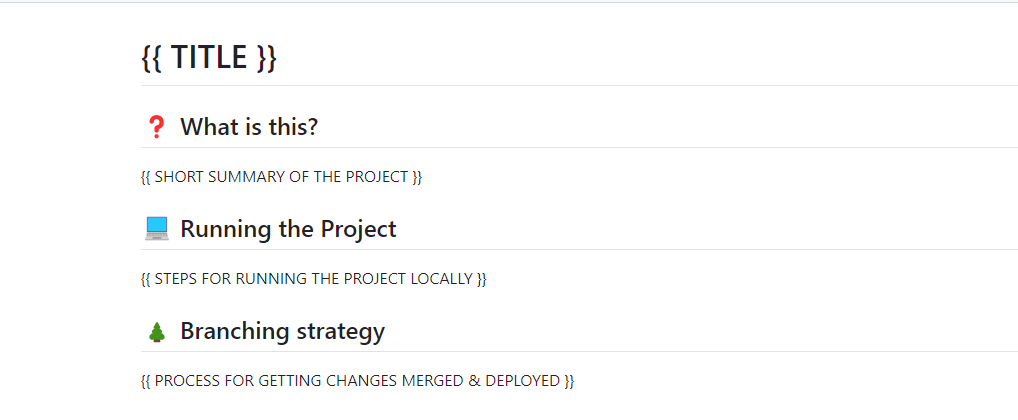 {{ TITLE }}
❓ What is this?
{{ SHORT SUMMARY OF THE PROJECT }}
💻 Running the Project
{{ STEPS FOR RUNNING THE PROJECT LOCALLY }}
🌲 Branching strategy
{{ PROCESS FOR GETTING CHANGES MERGED & DEPLOYED }}